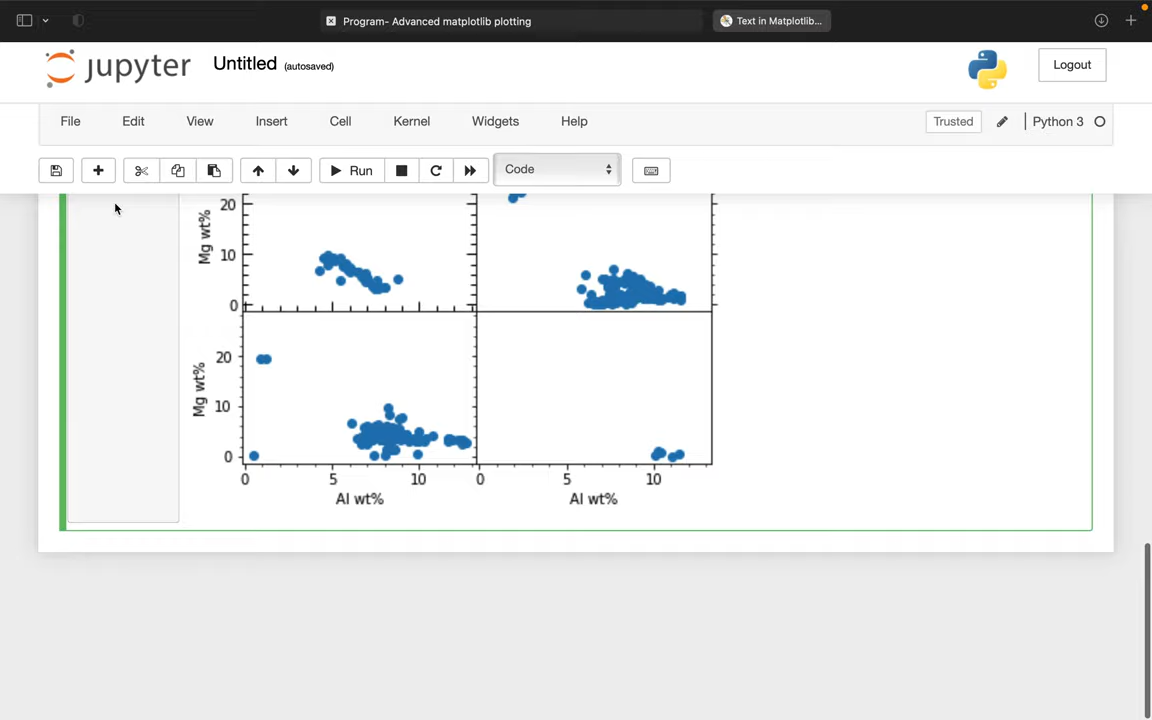 Program- Advanced matplotlib plotting
Text in Matplotlib...
jupyter Untitled (autosaved)
Logout
File Edit View Insert Cell Kernel Widgets Help Trusted Python 3
Run Code
20
Mg wt%
10
0
20
Mg wt%
10
0
0 5 10 0 5 10
Al wt% Al wt%